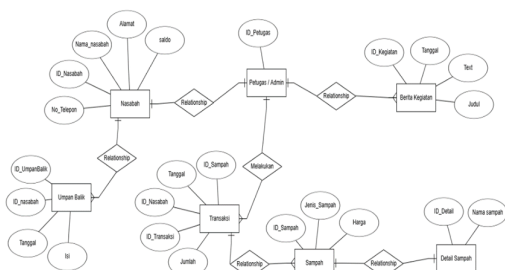 Alamat
Nama_nasabah
saldo
ID_Nasabah
No_Telepon
Nasabah
Relationship
ID_Petugas
Petugas / Admin
Relationship
ID_Kegiatan
Tanggal
Text
Judul
Berita Kegiatan
Relationship
Melakukan
ID_UmpanBalik
ID_nasabah
Tanggal
Isi
Umpan Balik
Tanggal
ID_Sampah
ID_Nasabah
ID_Transaksi
Jumlah
Transaksi
Relationship
ID_Sampah
Jenis_Sampah
Harga
Sampah
Relationship
ID_Detail
Nama sampah
Detail Sampah